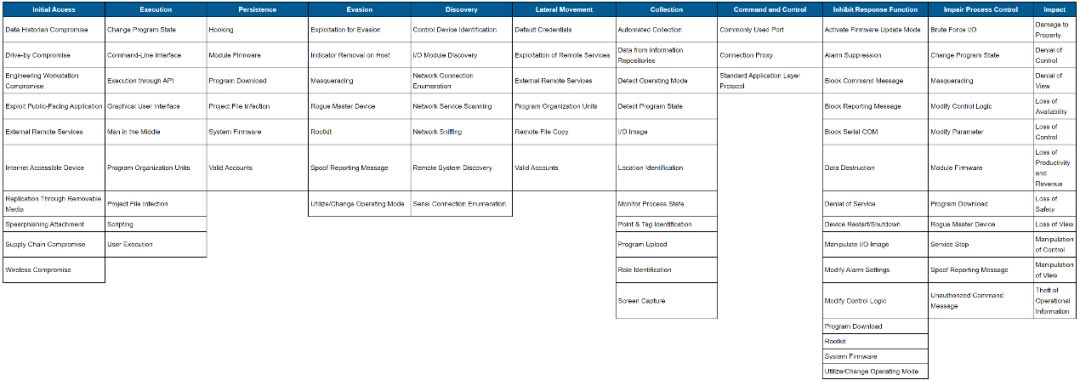 Initial Access
Execution
Persistence
Evasion
Discovery
Lateral Movement
Collection
Command and Control
Inhibit Response Function
Impair Process Control
Impact
Data Historian Compromise
Change Program State
Hooking
Exploitation for Evasion
Control Device Identification
Default Credentials
Automated Collection
Commonly Used Port
Activate Firmware Update Mode
Brute Force I/O
Damage to
Property
Drive-by Compromise
Command-Line Interface
Module Firmware
Indicator Removal on Host
I/O Module Discovery
Exploitation of Remote Services
Data from Information
Repositories
Connection Proxy
Alarm Suppression
Change Program State
Denial of
Control
Engineering Workstation
Compromise
Execution through API
Program Download
Masquerading
Network Connection
Enumeration
External Remote Services
Detect Operating Mode
Standard Application Layer
Protocol
Block Command Message
Masquerading
Denial of
View
Exploit Public-Facing Application
Graphical User Interface
Project File Infection
Rogue Master Device
Network Service Scanning
Program Organization Units
Detect Program State
Block Reporting Message
Modify Control Logic
Loss of
Availability
External Remote Services
Man in the Middle
System Firmware
Rootkit
Network Sniffing
Remote File Copy
I/O Image
Block Serial COM
Modify Parameter
Loss of
Control
Internet Accessible Device
Program Organization Units
Valid Accounts
Spoof Reporting Message
Remote System Discovery
Valid Accounts
Location Identification
Data Destruction
Module Firmware
Loss of
Productivity
and
Revenue
Replication Through Removable
Media
Project File Infection
Utilize/Change Operating Mode
Serial Connection Enumeration
Monitor Process State
Denial of Service
Program Download
Loss of
Safety
Spearphishing Attachment
Scripting
Point & Tag Identification
Device Restart/Shutdown
Rogue Master Device
Loss of View
Supply Chain Compromise
User Execution
Program Upload
Manipulate I/O Image
Service Stop
Manipulation
of Control
Wireless Compromise
Role Identification
Modify Alarm Settings
Spoof Reporting Message
Manipulation
of View
Screen Capture
Modify Control Logic
Unauthorized Command
Message
Theft of
Operational
Information
Program Download
Rootkit
System Firmware
Utilize/Change Operating Mode